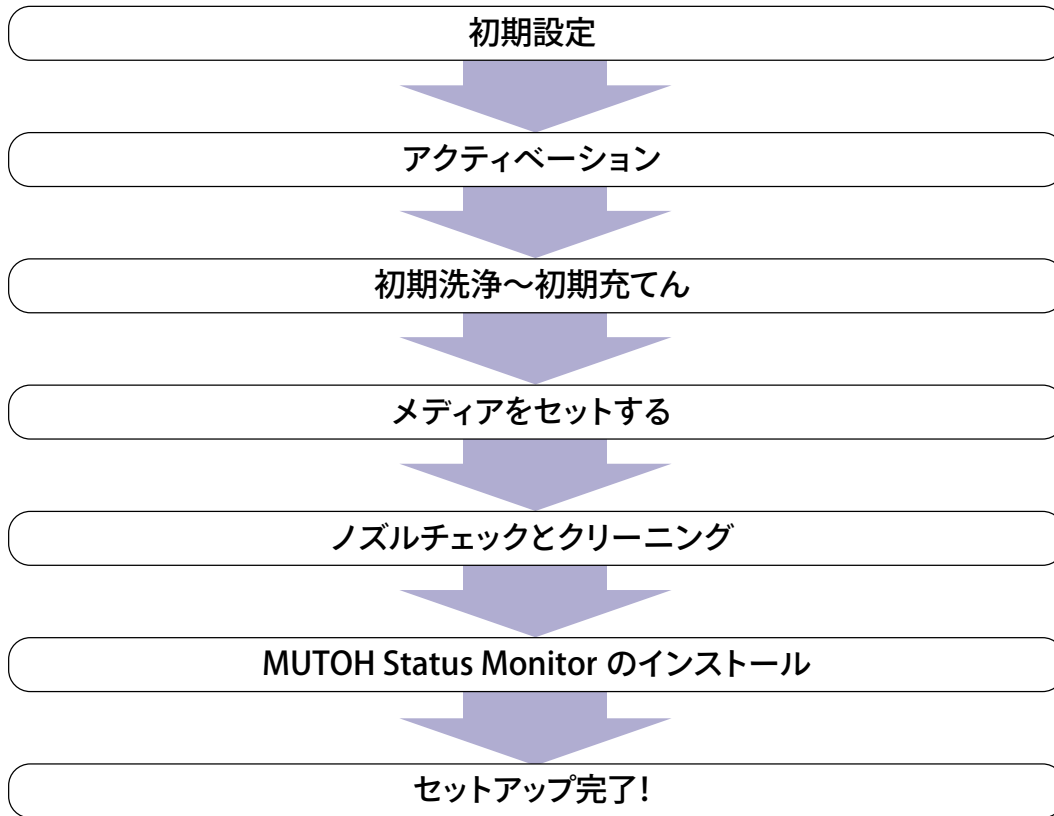 初期設定
アクティベーション
初期洗浄～初期充てん
メディアをセットする
ノズルチェックとクリーニング
MUTOH Status Monitor のインストール
セットアップ完了!